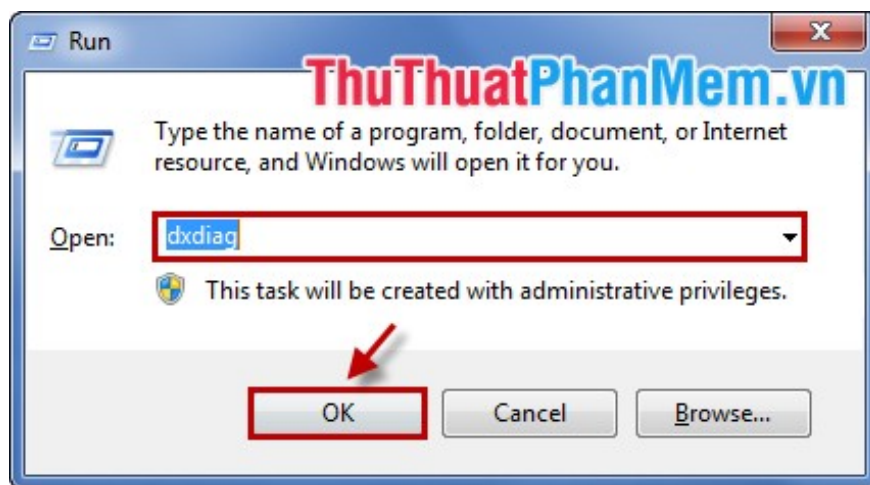 Run
x
ThuThuatPhanMem.vn
Type the name of a program, folder, document, or Internet
resource, and Windows will open it for you.
Open: dxdiag
This task will be created with administrative privileges.
OK Cancel Browse...